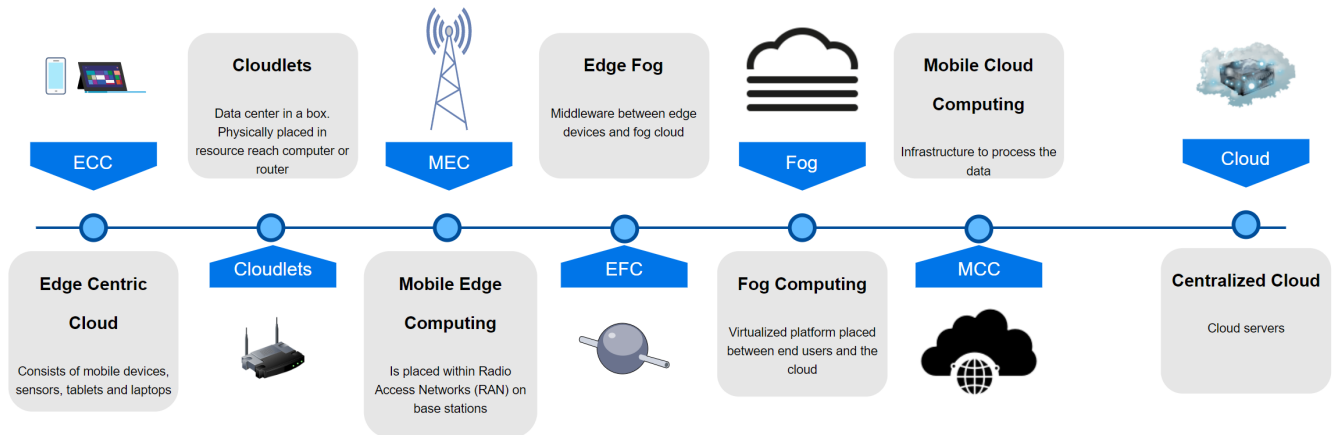 ECC
Edge Centric
Cloud
Consists of mobile devices,
sensors, tablets and laptops
Cloudlets
Data center in a box.
Physically placed in
resource reach computer or
router
Cloudlets
MEC
Mobile Edge
Computing
Is placed within Radio
Access Networks (RAN) on
base stations
Edge Fog
Middleware between edge
devices and fog cloud
EFC
Fog
Fog Computing
Virtualized platform placed
between end users and the
cloud
Mobile Cloud
Computing
Infrastructure to process the
data
MCC
Cloud
Centralized Cloud
Cloud servers